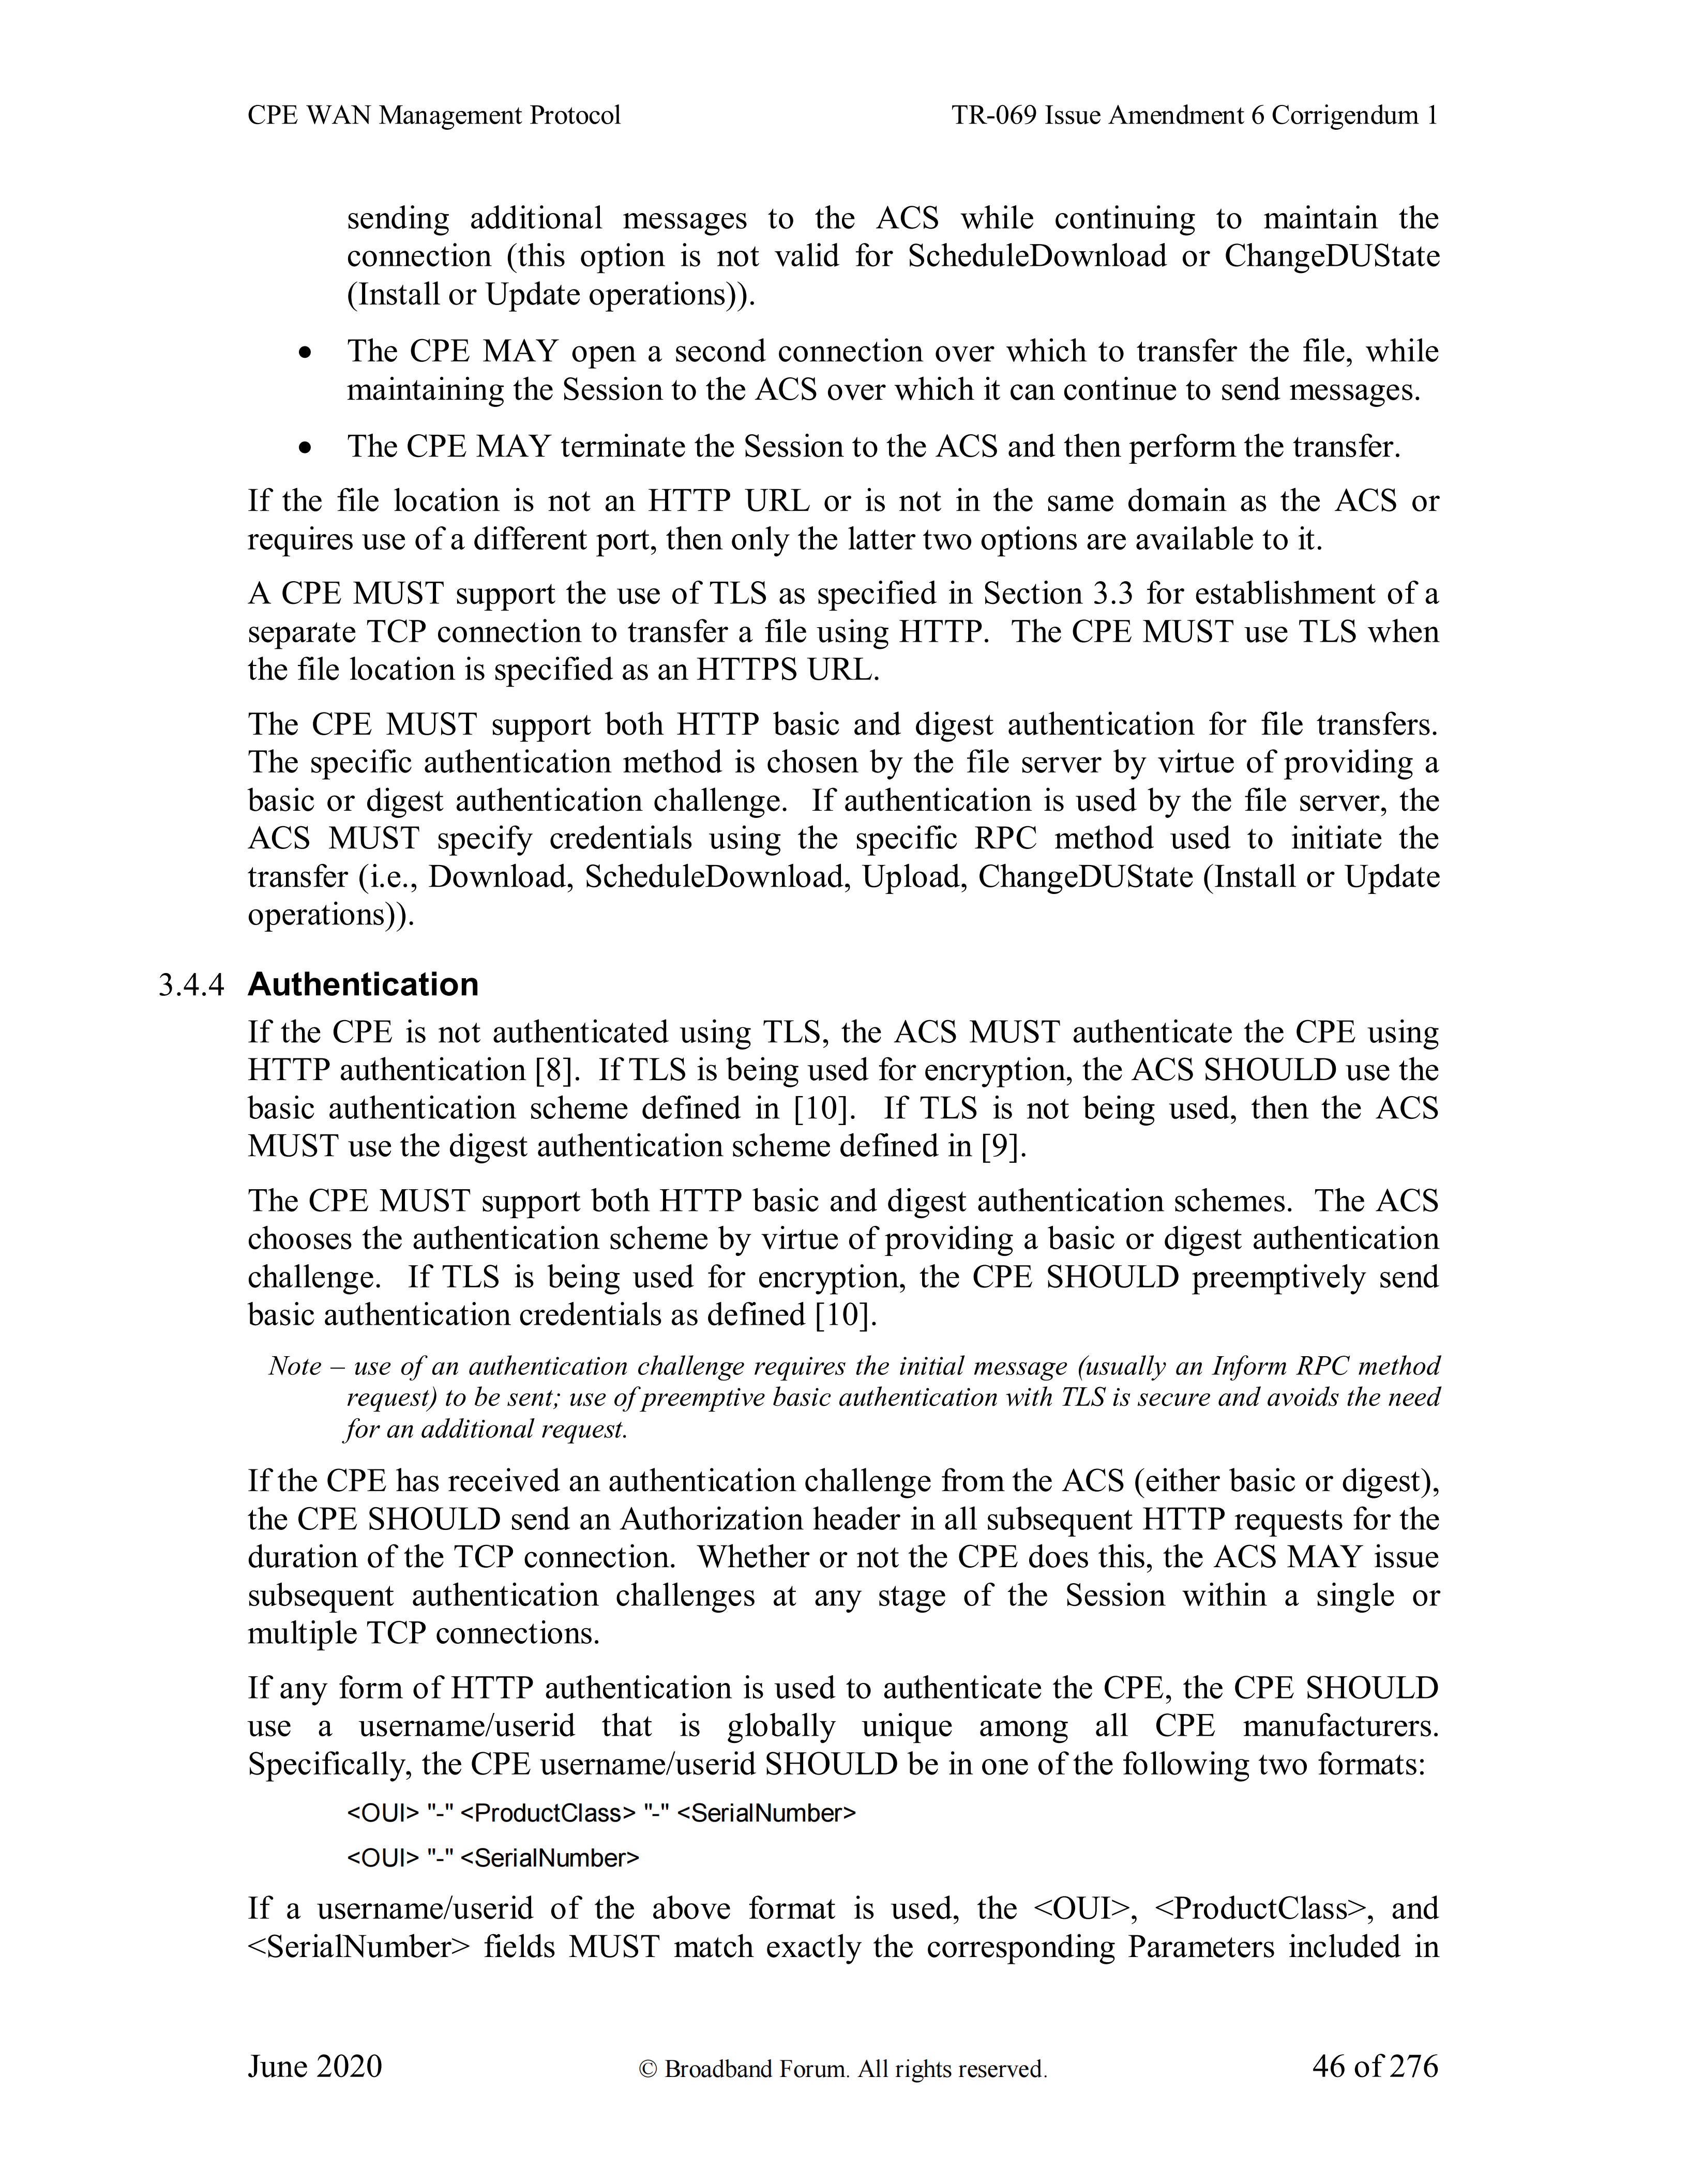 CPE WAN Management Protocol TR-069 Issue Amendment 6 Corrigendum 1
sending additional messages to the ACS while continuing to maintain the
connection (this option is not valid for ScheduleDownload or ChangeDUState
(Install or Update operations)).
• The CPE MAY open a second connection over which to transfer the file, while
maintaining the Session to the ACS over which it can continue to send messages.
• The CPE MAY terminate the Session to the ACS and then perform the transfer.
If the file location is not an HTTP URL or is not in the same domain as the ACS or
requires use of a different port, then only the latter two options are available to it.
A CPE MUST support the use of TLS as specified in Section 3.3 for establishment of a
separate TCP connection to transfer a file using HTTP. The CPE MUST use TLS when
the file location is specified as an HTTPS URL.
The CPE MUST support both HTTP basic and digest authentication for file transfers.
The specific authentication method is chosen by the file server by virtue of providing a
basic or digest authentication challenge. If authentication is used by the file server, the
ACS MUST specify credentials using the specific RPC method used to initiate the
transfer (i.e., Download, ScheduleDownload, Upload, ChangeDUState (Install or Update
operations)).
3.4.4 Authentication
If the CPE is not authenticated using TLS, the ACS MUST authenticate the CPE using
HTTP authentication [8]. If TLS is being used for encryption, the ACS SHOULD use the
basic authentication scheme defined in [10]. If TLS is not being used, then the ACS
MUST use the digest authentication scheme defined in [9].
The CPE MUST support both HTTP basic and digest authentication schemes. The ACS
chooses the authentication scheme by virtue of providing a basic or digest authentication
challenge. If TLS is being used for encryption, the CPE SHOULD preemptively send
basic authentication credentials as defined [10].
Note – use of an authentication challenge requires the initial message (usually an Inform RPC method
request) to be sent; use of preemptive basic authentication with TLS is secure and avoids the need
for an additional request.
If the CPE has received an authentication challenge from the ACS (either basic or digest),
the CPE SHOULD send an Authorization header in all subsequent HTTP requests for the
duration of the TCP connection. Whether or not the CPE does this, the ACS MAY issue
subsequent authentication challenges at any stage of the Session within a single or
multiple TCP connections.
If any form of HTTP authentication is used to authenticate the CPE, the CPE SHOULD
use a username/userid that is globally unique among all CPE manufacturers.
Specifically, the CPE username/userid SHOULD be in one of the following two formats:
<OUI> "-" <ProductClass> "-" <SerialNumber>
<OUI> "-" <SerialNumber>
If a username/userid of the above format is used, the <OUI>, <ProductClass>, and
<SerialNumber> fields MUST match exactly the corresponding Parameters included in
June 2020 © Broadband Forum. All rights reserved. 46 of 276